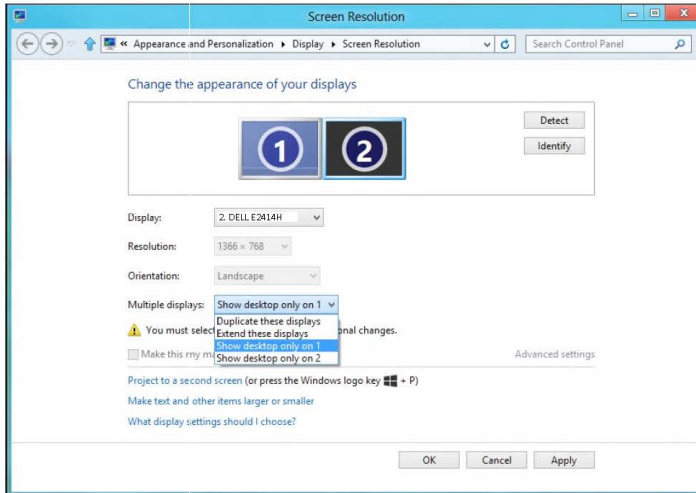 Screen Resolution
« Appearance and Personalization ▸ Display ▸ Screen Resolution
Search Control Panel
Change the appearance of your displays
1 2
Detect
Identify
Display: 2. DELL E2414H
Resolution: 1366 × 768
Orientation: Landscape
Multiple displays: Show desktop only on 1
Duplicate these displays
You must select onal changes.
Extend these displays
Show desktop only on 1
Make this my m
Show desktop only on 2
Advanced settings
Project to a second screen (or press the Windows logo key + P)
Make text and other items larger or smaller
What display settings should I choose?
OK Cancel Apply